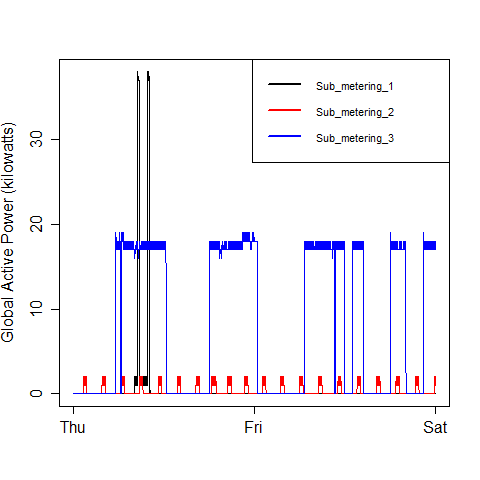 Sub_metering_1
Sub_metering_2
Sub_metering_3
Global Active Power (kilowatts)
30
20
10
0
Thu Fri Sat